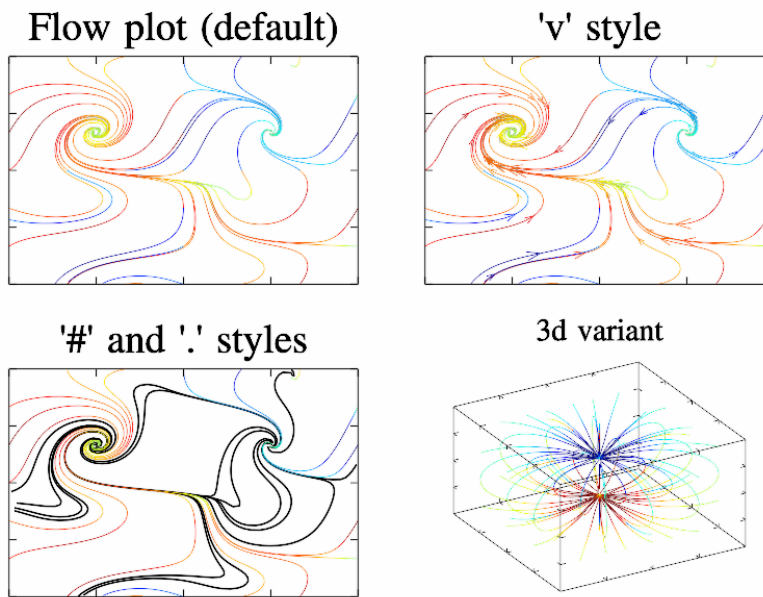 Flow plot (default)
'v' style
'#' and '.' styles
3d variant